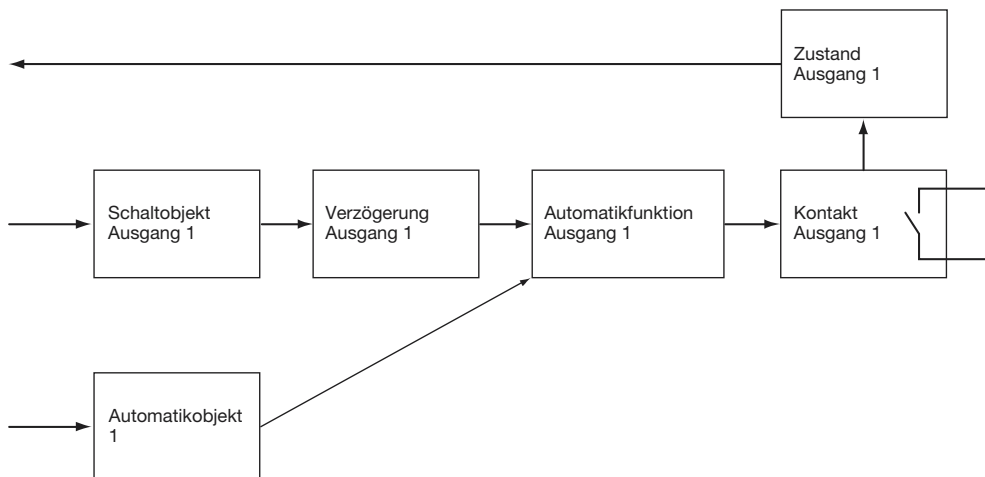 Zustand
Ausgang 1
Schaltobjekt
Ausgang 1
Verzögerung
Ausgang 1
Automatikfunktion
Ausgang 1
Kontakt
Ausgang 1
Automatikobjekt
1